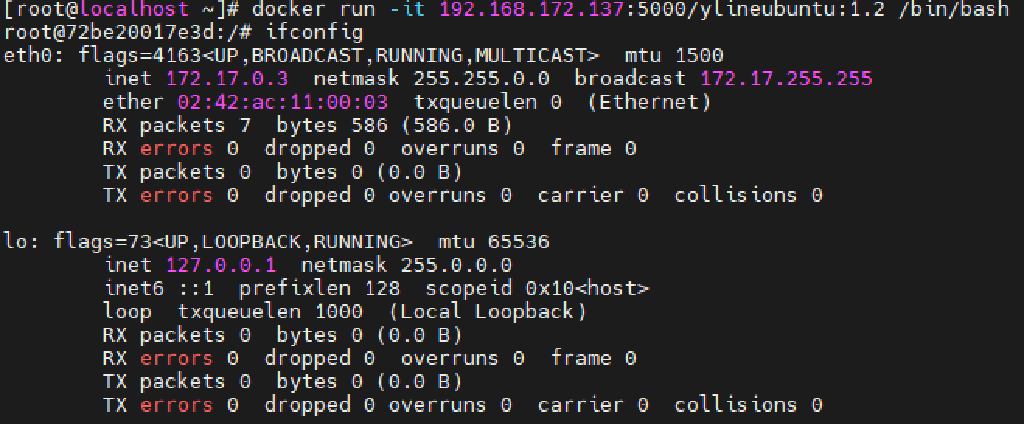 [root@localhost ~]# docker run -it 192.168.172.137:5000/ylineubuntu:1.2 /bin/bash
root@72be20017e3d:/# ifconfig
eth0: flags=4163<UP,BROADCAST,RUNNING,MULTICAST>  mtu 1500
        inet 172.17.0.3  netmask 255.255.0.0  broadcast 172.17.255.255
        ether 02:42:ac:11:00:03  txqueuelen 0  (Ethernet)
        RX packets 7  bytes 586 (586.0 B)
        RX errors 0  dropped 0  overruns 0  frame 0
        TX packets 0  bytes 0 (0.0 B)
        TX errors 0  dropped 0 overruns 0  carrier 0  collisions 0

lo: flags=73<UP,LOOPBACK,RUNNING>  mtu 65536
        inet 127.0.0.1  netmask 255.0.0.0
        inet6 ::1  prefixlen 128  scopeid 0x10<host>
        loop  txqueuelen 1000  (Local Loopback)
        RX packets 0  bytes 0 (0.0 B)
        RX errors 0  dropped 0  overruns 0  frame 0
        TX packets 0  bytes 0 (0.0 B)
        TX errors 0  dropped 0 overruns 0  carrier 0  collisions 0